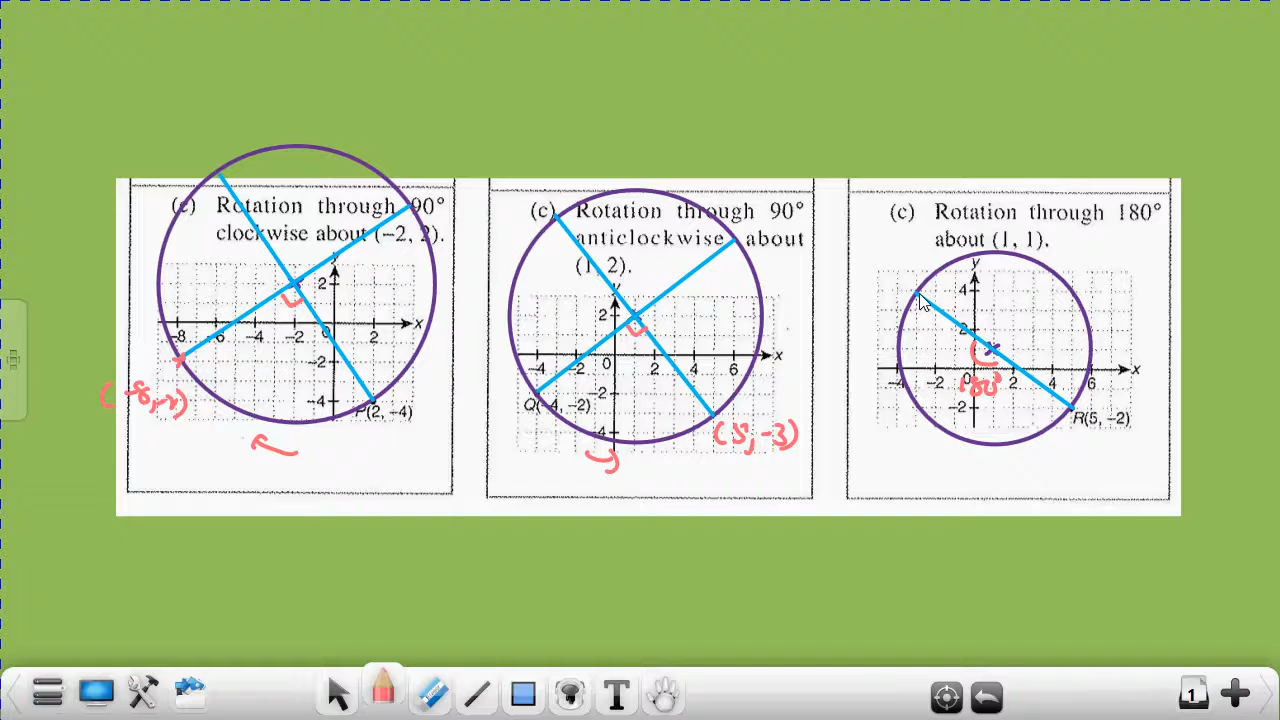 (c) Rotation through 90°
clockwise about (−2, 2).
y
2
-8 -6 -4 -2 0 2 x
-2
-4
P(2, −4)
(-8,-2)
(c) Rotation through 90°
anticlockwise about
(1, 2).
y
2
-4 -2 0 2 4 6 x
-2
-4
Q(−4, −2)
(5,-3)
(c) Rotation through 180°
about (1, 1).
y
4
2
-4 -2 0 2 4 6 x
-2
180°
R(5, −2)
T
1